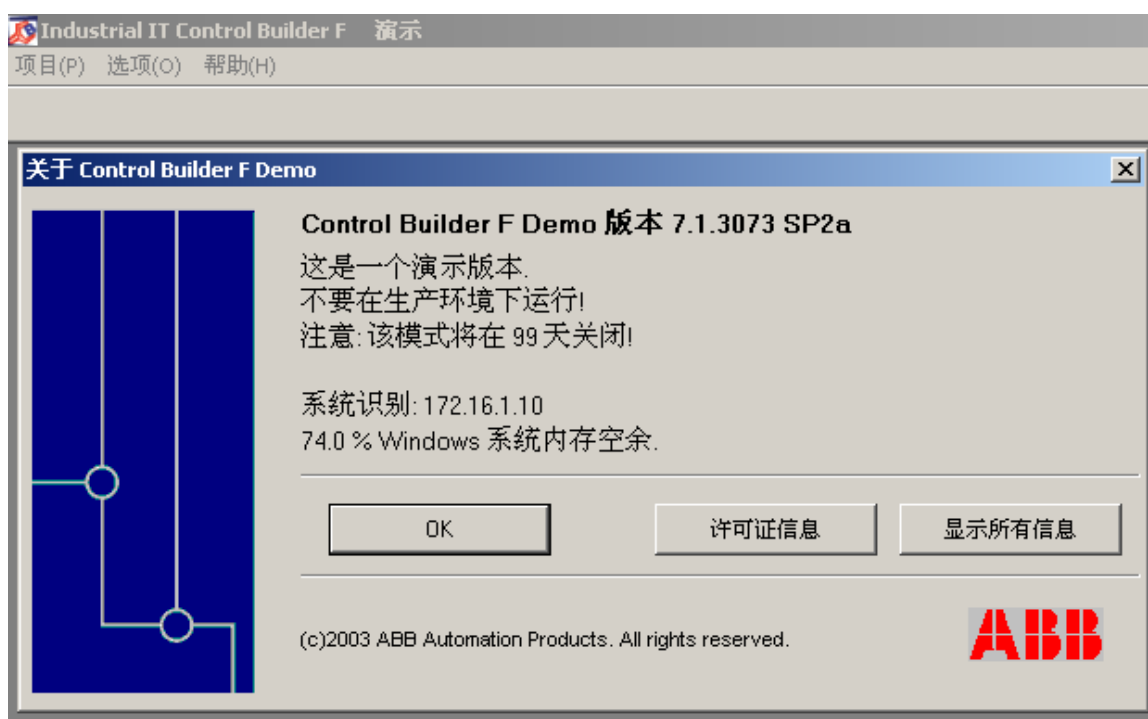 Industrial IT Control Builder F 演示
项目(P) 选项(O) 帮助(H)
关于 Control Builder F Demo
Control Builder F Demo 版本 7.1.3073 SP2a
这是一个演示版本.
不要在生产环境下运行!
注意: 该模式将在 99 天关闭!
系统识别: 172.16.1.10
74.0 % Windows 系统内存空余.
OK 许可证信息 显示所有信息
(c)2003 ABB Automation Products. All rights reserved.
ABB